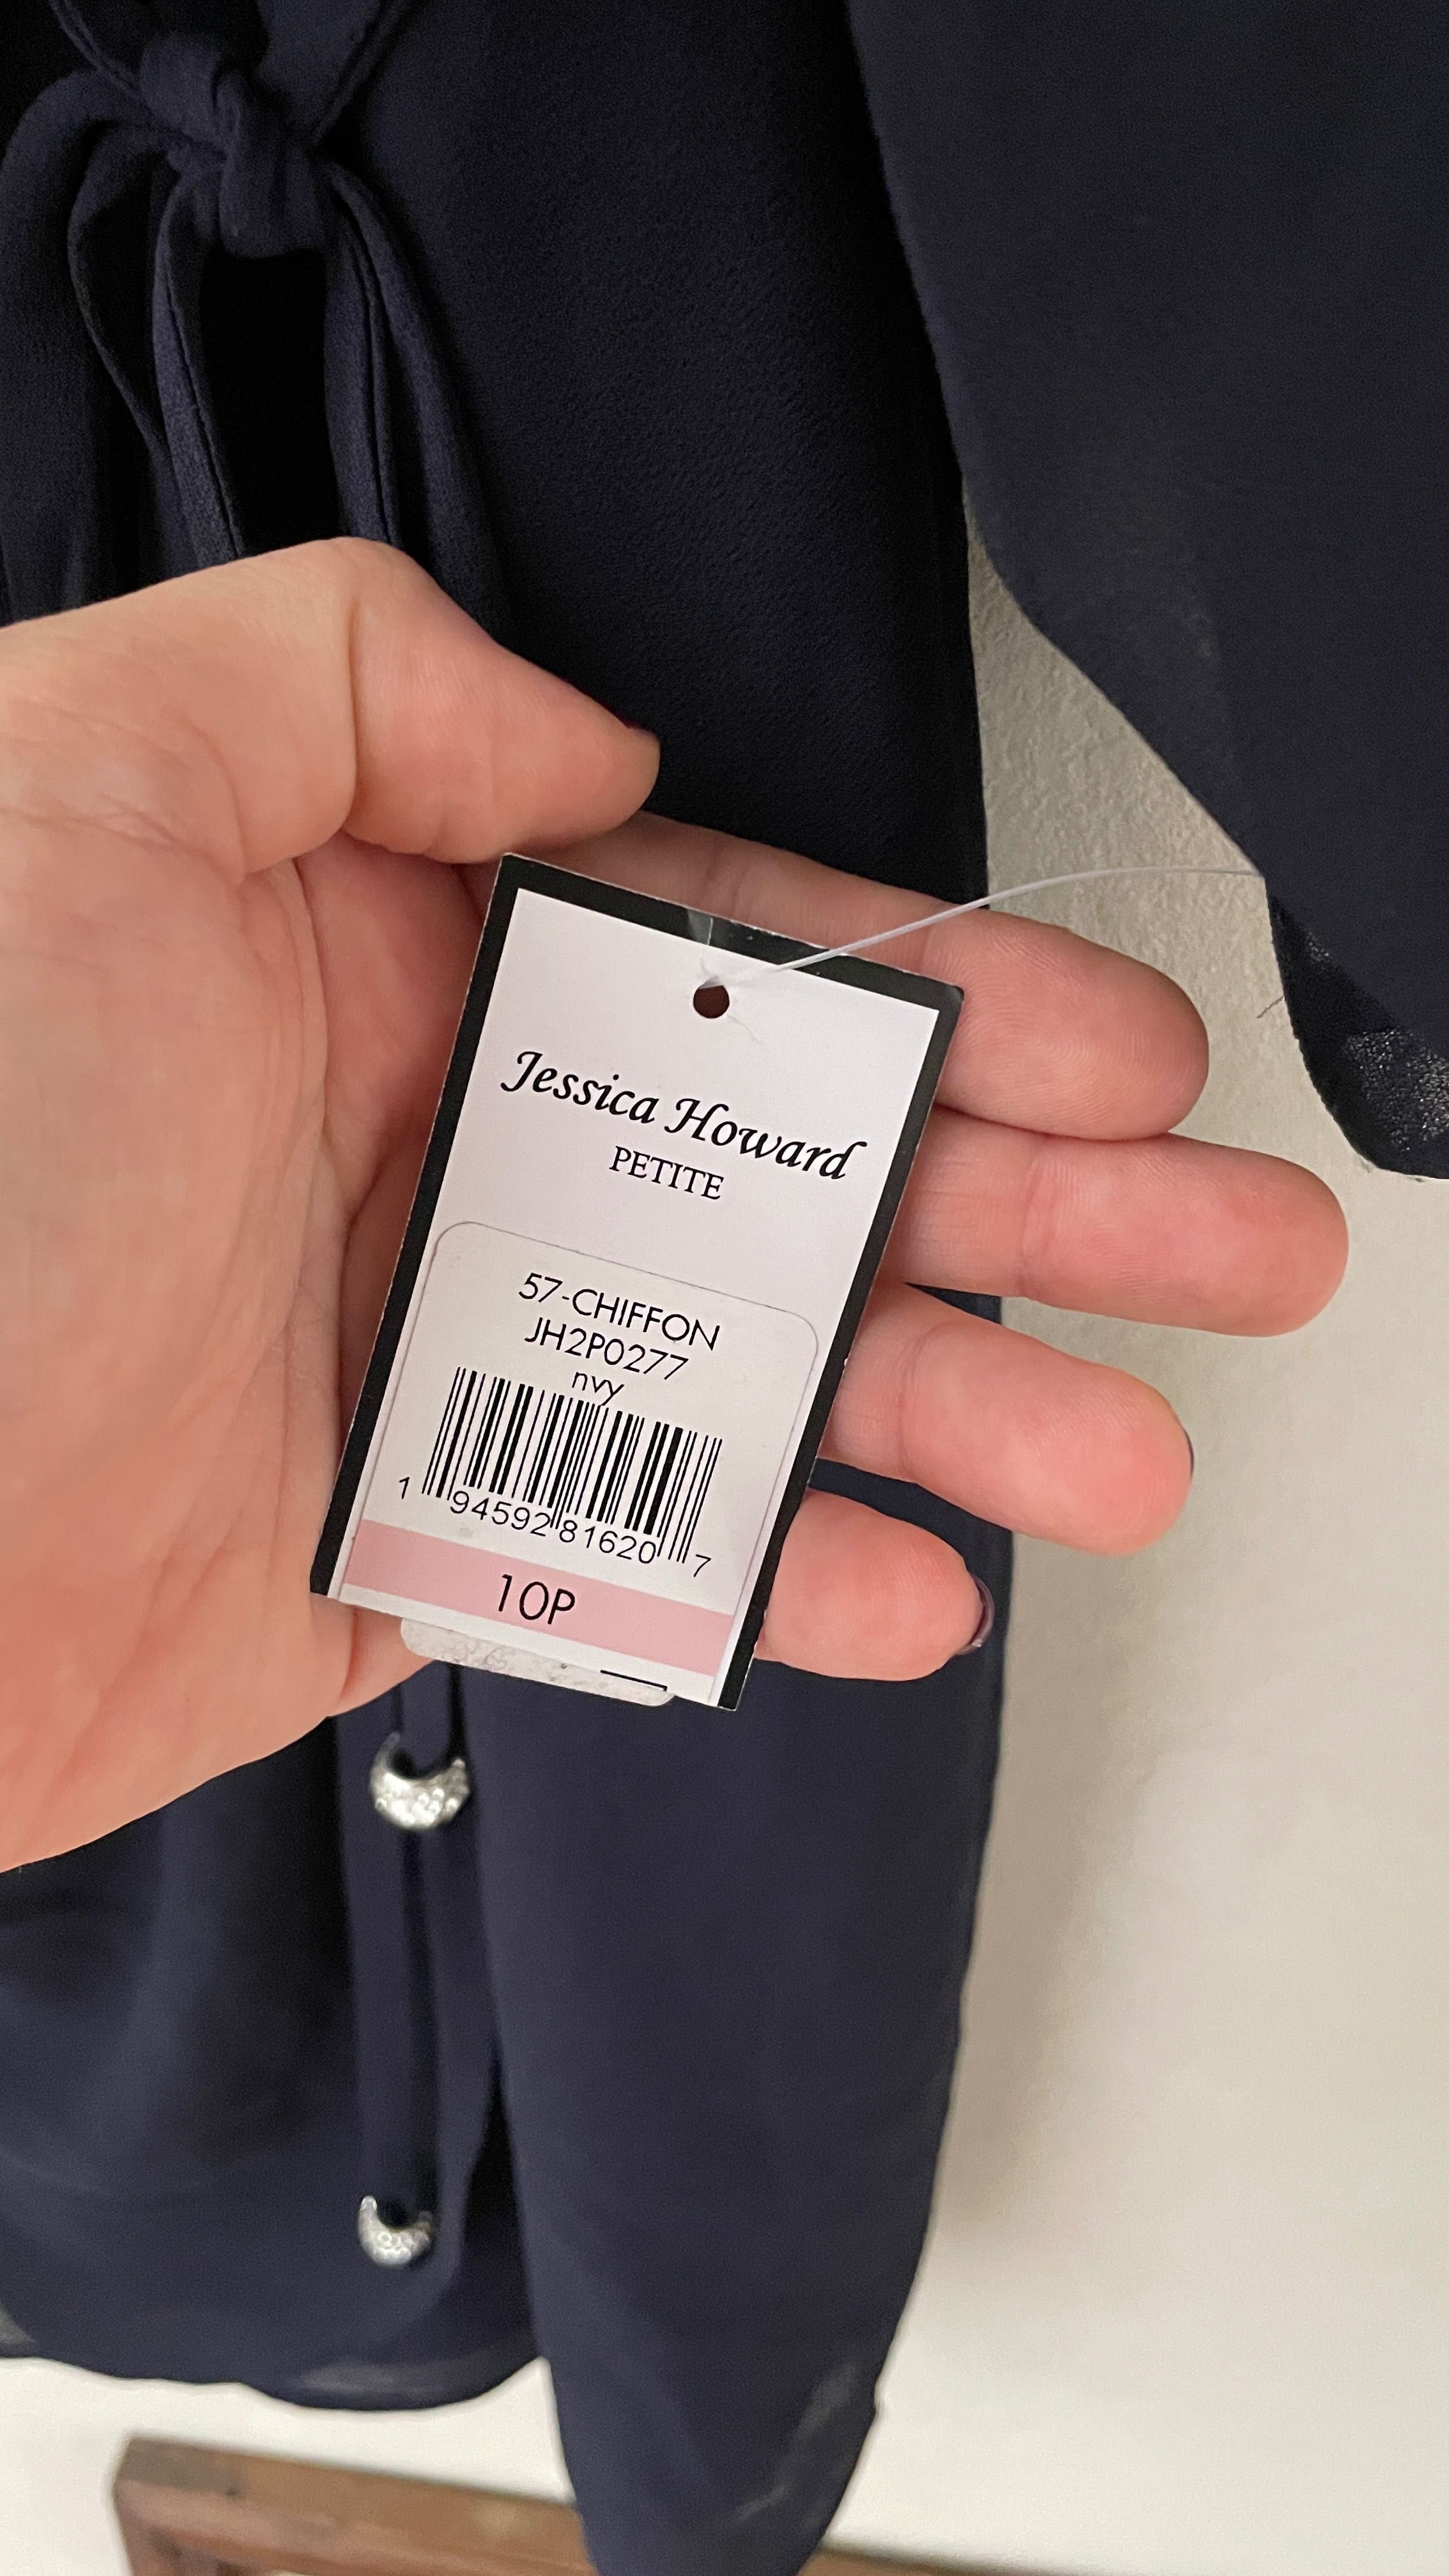 Jessica Howard
PETITE
57-CHIFFON
JH2P0277
nvy
1 94592 81620 7
10P